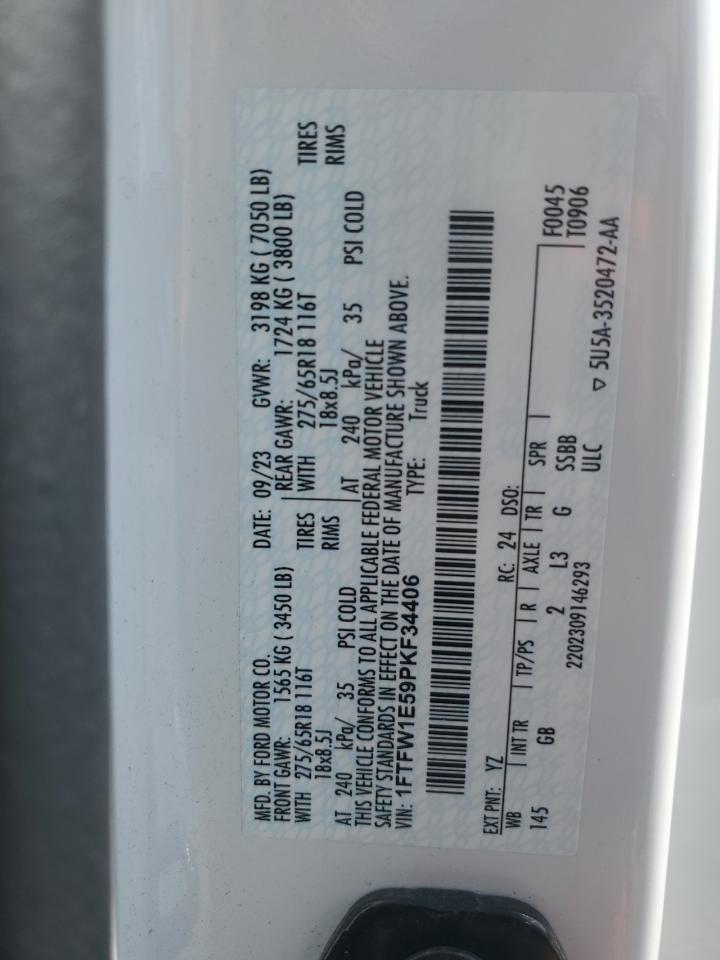 MFD. BY FORD MOTOR CO. DATE: 09/23 GVWR: 3198 KG ( 7050 LB)
FRONT GAWR: 1565 KG ( 3450 LB) REAR GAWR: 1724 KG ( 3800 LB)
WITH 275/65R18 116T TIRES WITH 275/65R18 116T TIRES
18x8.5J RIMS 18x8.5J RIMS
AT 240 kPa/ 35 PSI COLD AT 240 kPa/ 35 PSI COLD
THIS VEHICLE CONFORMS TO ALL APPLICABLE FEDERAL MOTOR VEHICLE
SAFETY STANDARDS IN EFFECT ON THE DATE OF MANUFACTURE SHOWN ABOVE.
VIN: 1FTFW1E59PKF34406 TYPE: Truck
EXT PNT: YZ RC: 24 DSO:
WB INT TR TP/PS R AXLE TR SPR F0045
145 GB 2 L3 G SSBB T0906
2202309146293 ULC ▽ 5U5A-3520472-AA